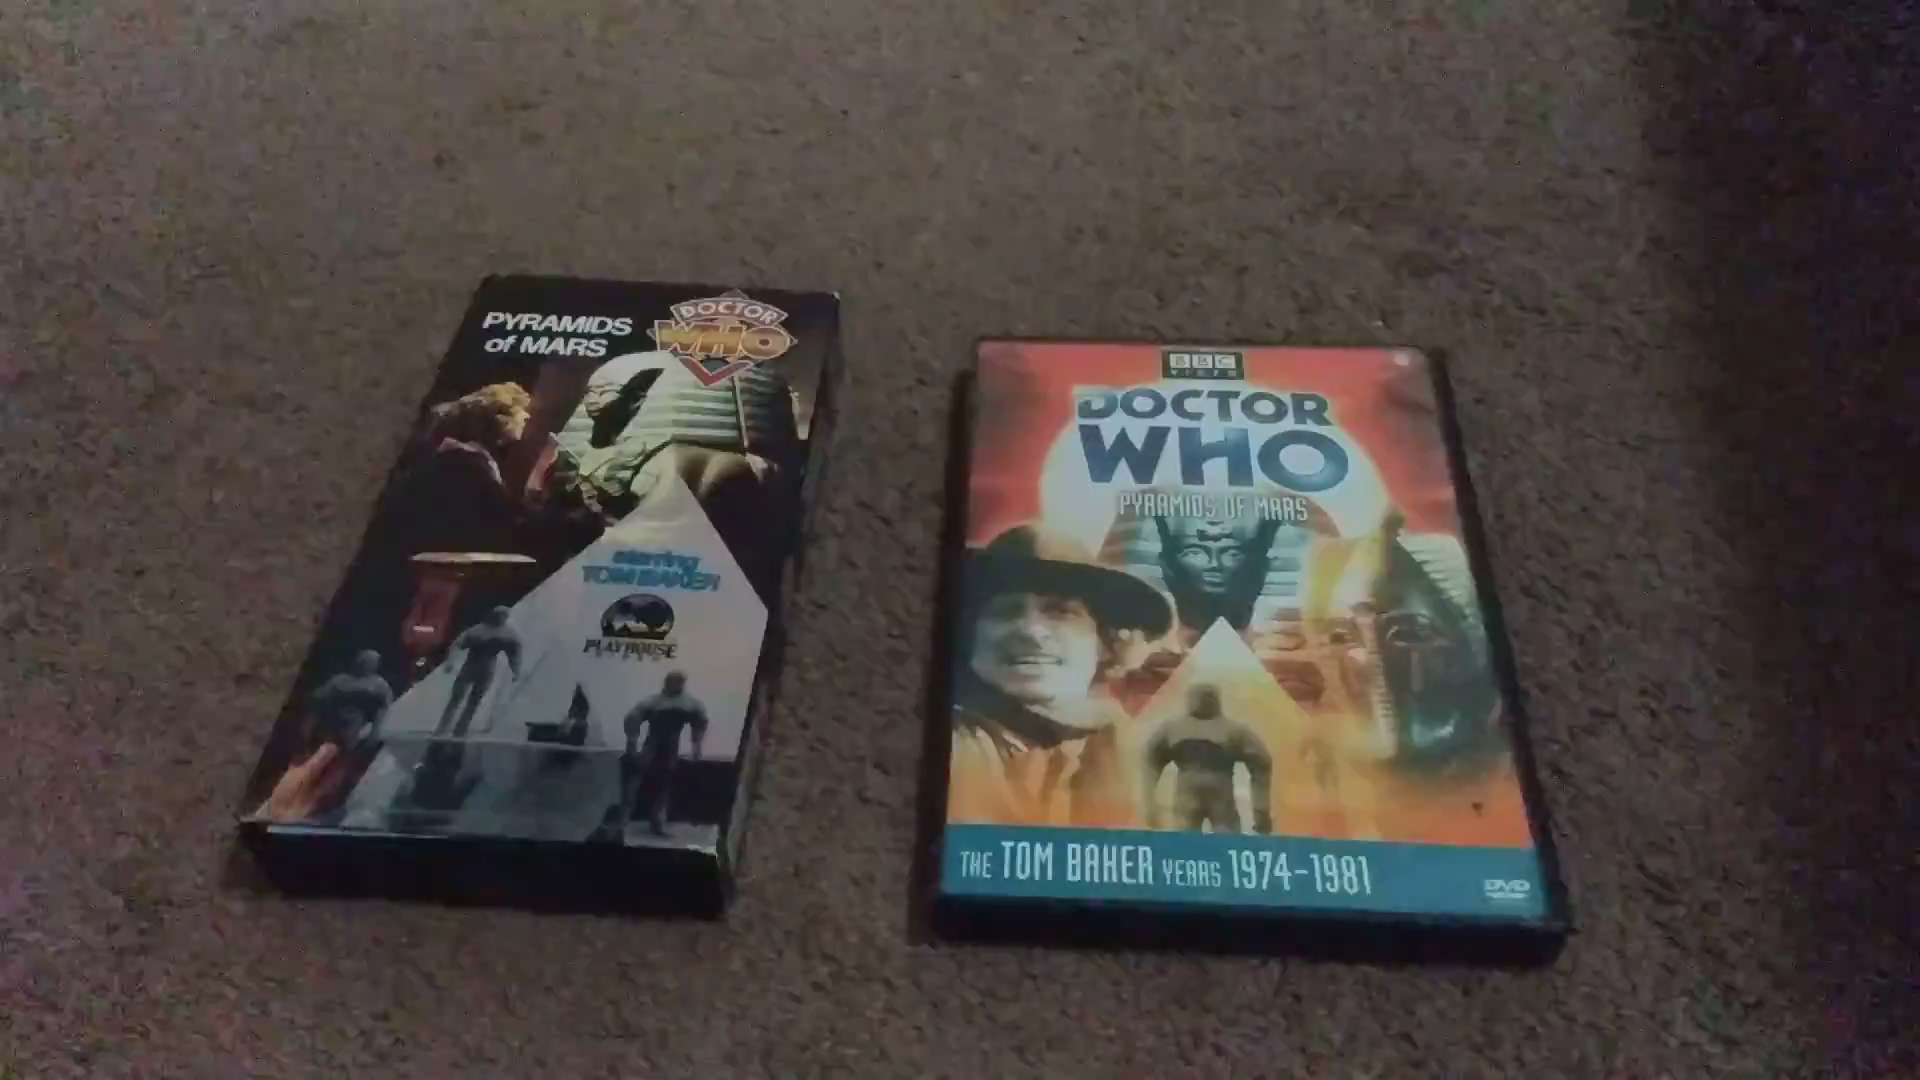 PYRAMIDS
of MARS
DOCTOR
WHO
starring
TOM BAKER
PLAYHOUSE
BBC
VIDEO
DOCTOR
WHO
PYRAMIDS OF MARS
THE TOM BAKER YEARS 1974-1981
DVD